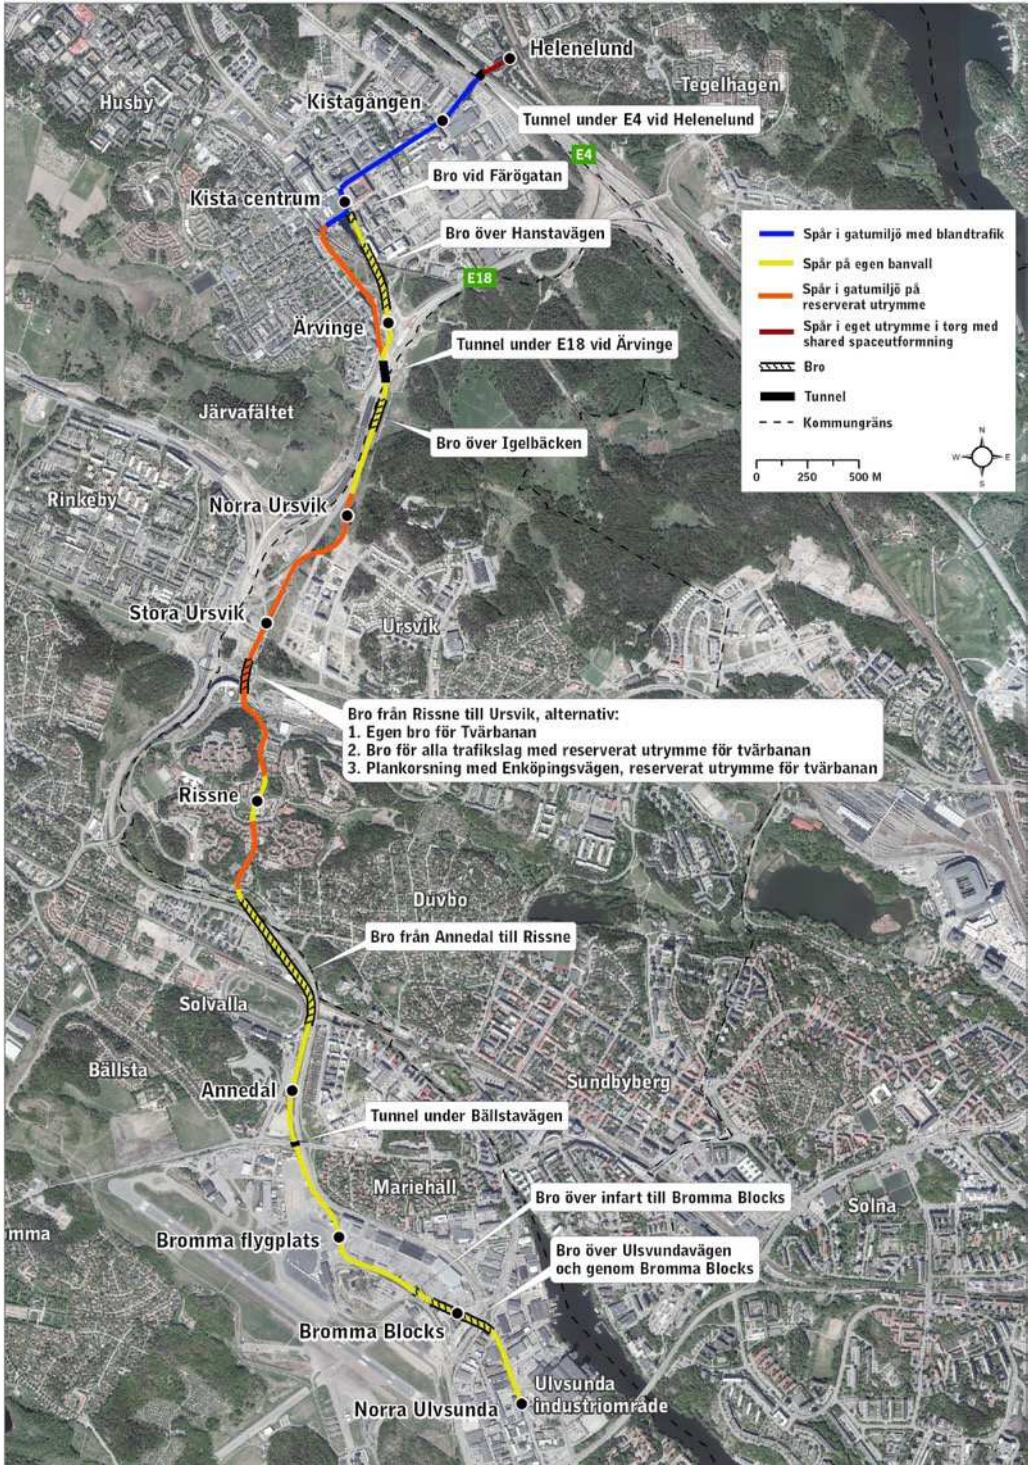 Helenelund
Tegelhagen
Husby
Kistagången
Tunnel under E4 vid Helenelund
E4
Bro vid Färögatan
Kista centrum
Bro över Hanstavägen
E18
Spår i gatumiljö med blandtrafik
Spår på egen banvall
Spår i gatumiljö på
reserverat utrymme
Spår i eget utrymme i torg med
shared spaceutformning
Bro
Tunnel
Kommungräns
0 250 500 M
N
W E
S
Ärvinge
Tunnel under E18 vid Ärvinge
Järvafältet
Bro över Igelbäcken
Rinkeby
Norra Ursvik
Stora Ursvik
Ursvik
Bro från Rissne till Ursvik, alternativ:
1. Egen bro för Tvärbanan
2. Bro för alla trafikslag med reserverat utrymme för tvärbanan
3. Plankorsning med Enköpingsvägen, reserverat utrymme för tvärbanan
Rissne
Duvbo
Bro från Annedal till Rissne
Solvalla
Bällsta
Annedal
Sundbyberg
Tunnel under Bällstavägen
Mariehäll
Bro över infart till Bromma Blocks
Solna
mma
Bromma flygplats
Bro över Ulsvundavägen
och genom Bromma Blocks
Bromma Blocks
Norra Ulvsunda
Ulvsunda
industriområde